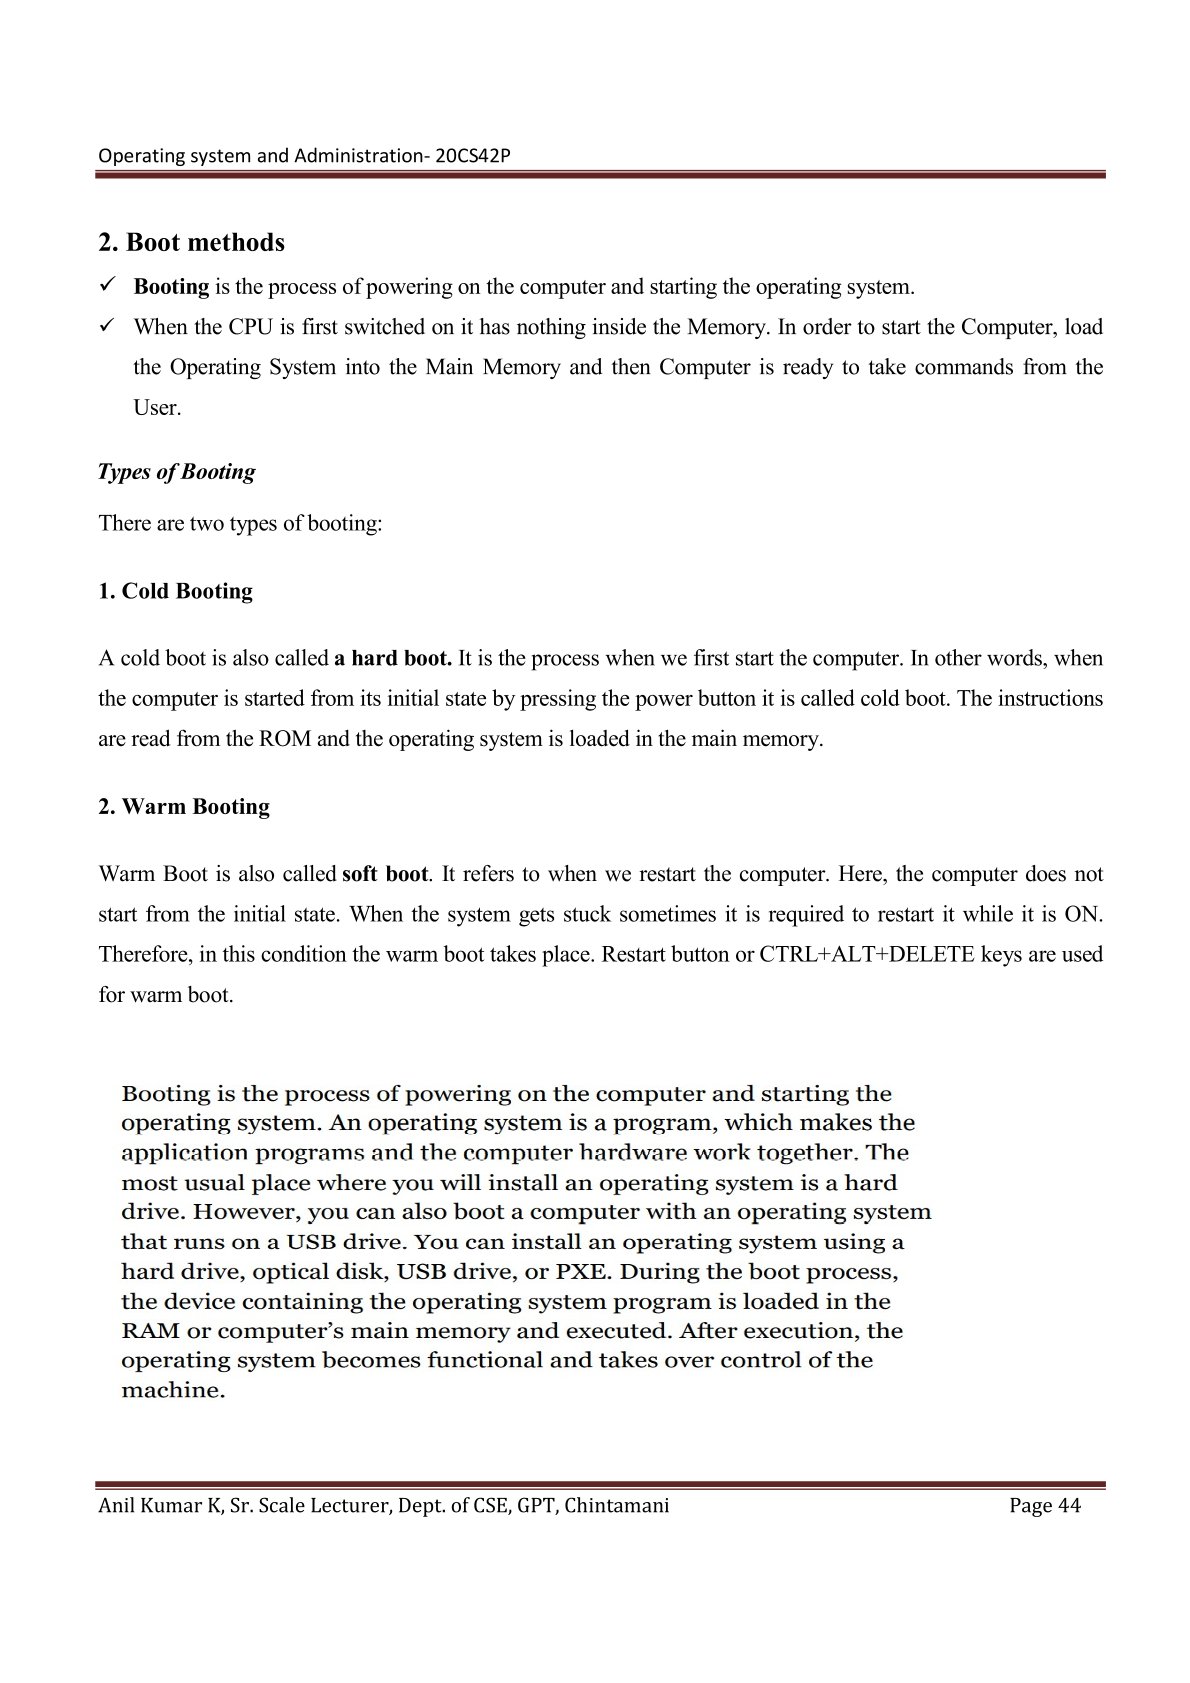 Operating system and Administration- 20CS42P
2. Boot methods
✓ Booting is the process of powering on the computer and starting the operating system.
✓ When the CPU is first switched on it has nothing inside the Memory. In order to start the Computer, load
the Operating System into the Main Memory and then Computer is ready to take commands from the
User.
Types of Booting
There are two types of booting:
1. Cold Booting
A cold boot is also called a hard boot. It is the process when we first start the computer. In other words, when
the computer is started from its initial state by pressing the power button it is called cold boot. The instructions
are read from the ROM and the operating system is loaded in the main memory.
2. Warm Booting
Warm Boot is also called soft boot. It refers to when we restart the computer. Here, the computer does not
start from the initial state. When the system gets stuck sometimes it is required to restart it while it is ON.
Therefore, in this condition the warm boot takes place. Restart button or CTRL+ALT+DELETE keys are used
for warm boot.
Booting is the process of powering on the computer and starting the
operating system. An operating system is a program, which makes the
application programs and the computer hardware work together. The
most usual place where you will install an operating system is a hard
drive. However, you can also boot a computer with an operating system
that runs on a USB drive. You can install an operating system using a
hard drive, optical disk, USB drive, or PXE. During the boot process,
the device containing the operating system program is loaded in the
RAM or computer’s main memory and executed. After execution, the
operating system becomes functional and takes over control of the
machine.
Anil Kumar K, Sr. Scale Lecturer, Dept. of CSE, GPT, Chintamani Page 44